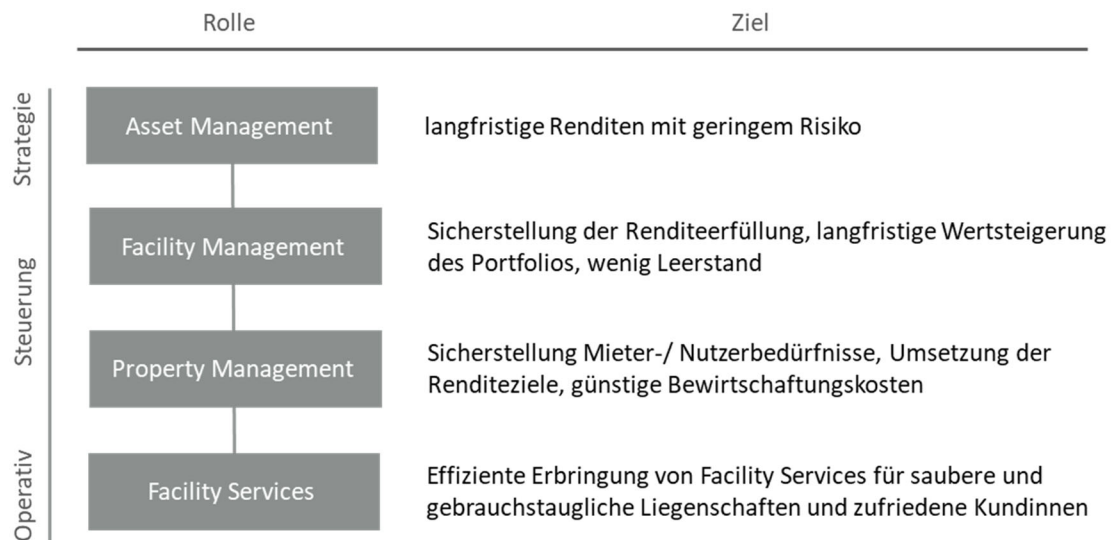 Rolle
Ziel
Strategie
Asset Management
langfristige Renditen mit geringem Risiko
Steuerung
Facility Management
Sicherstellung der Renditeerfüllung, langfristige Wertsteigerung
des Portfolios, wenig Leerstand
Property Management
Sicherstellung Mieter-/ Nutzerbedürfnisse, Umsetzung der
Renditeziele, günstige Bewirtschaftungskosten
Operativ
Facility Services
Effiziente Erbringung von Facility Services für saubere und
gebrauchstaugliche Liegenschaften und zufriedene Kundinnen